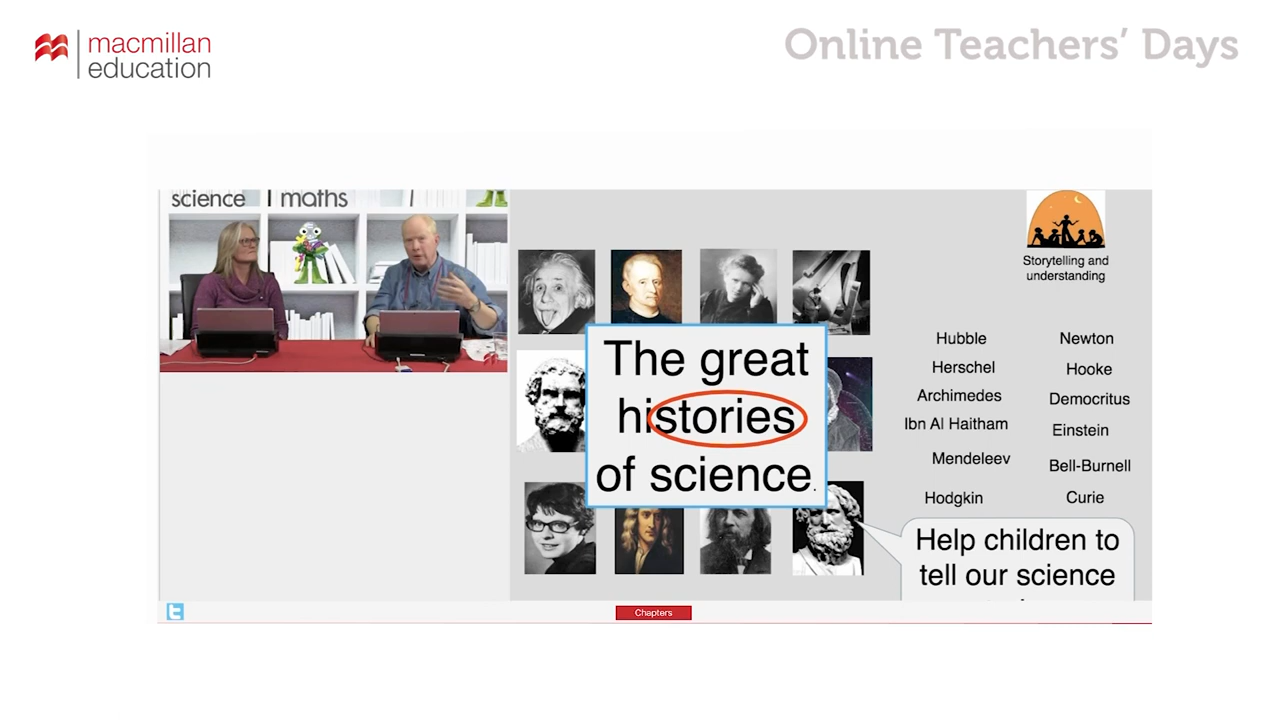 macmillan
education
Online Teachers’ Days
science
maths
Storytelling and
understanding
The great
histories
of science.
Hubble
Newton
Herschel
Hooke
Archimedes
Democritus
Ibn Al Haitham
Einstein
Mendeleev
Bell-Burnell
Hodgkin
Curie
Help children to
tell our science
Chapters